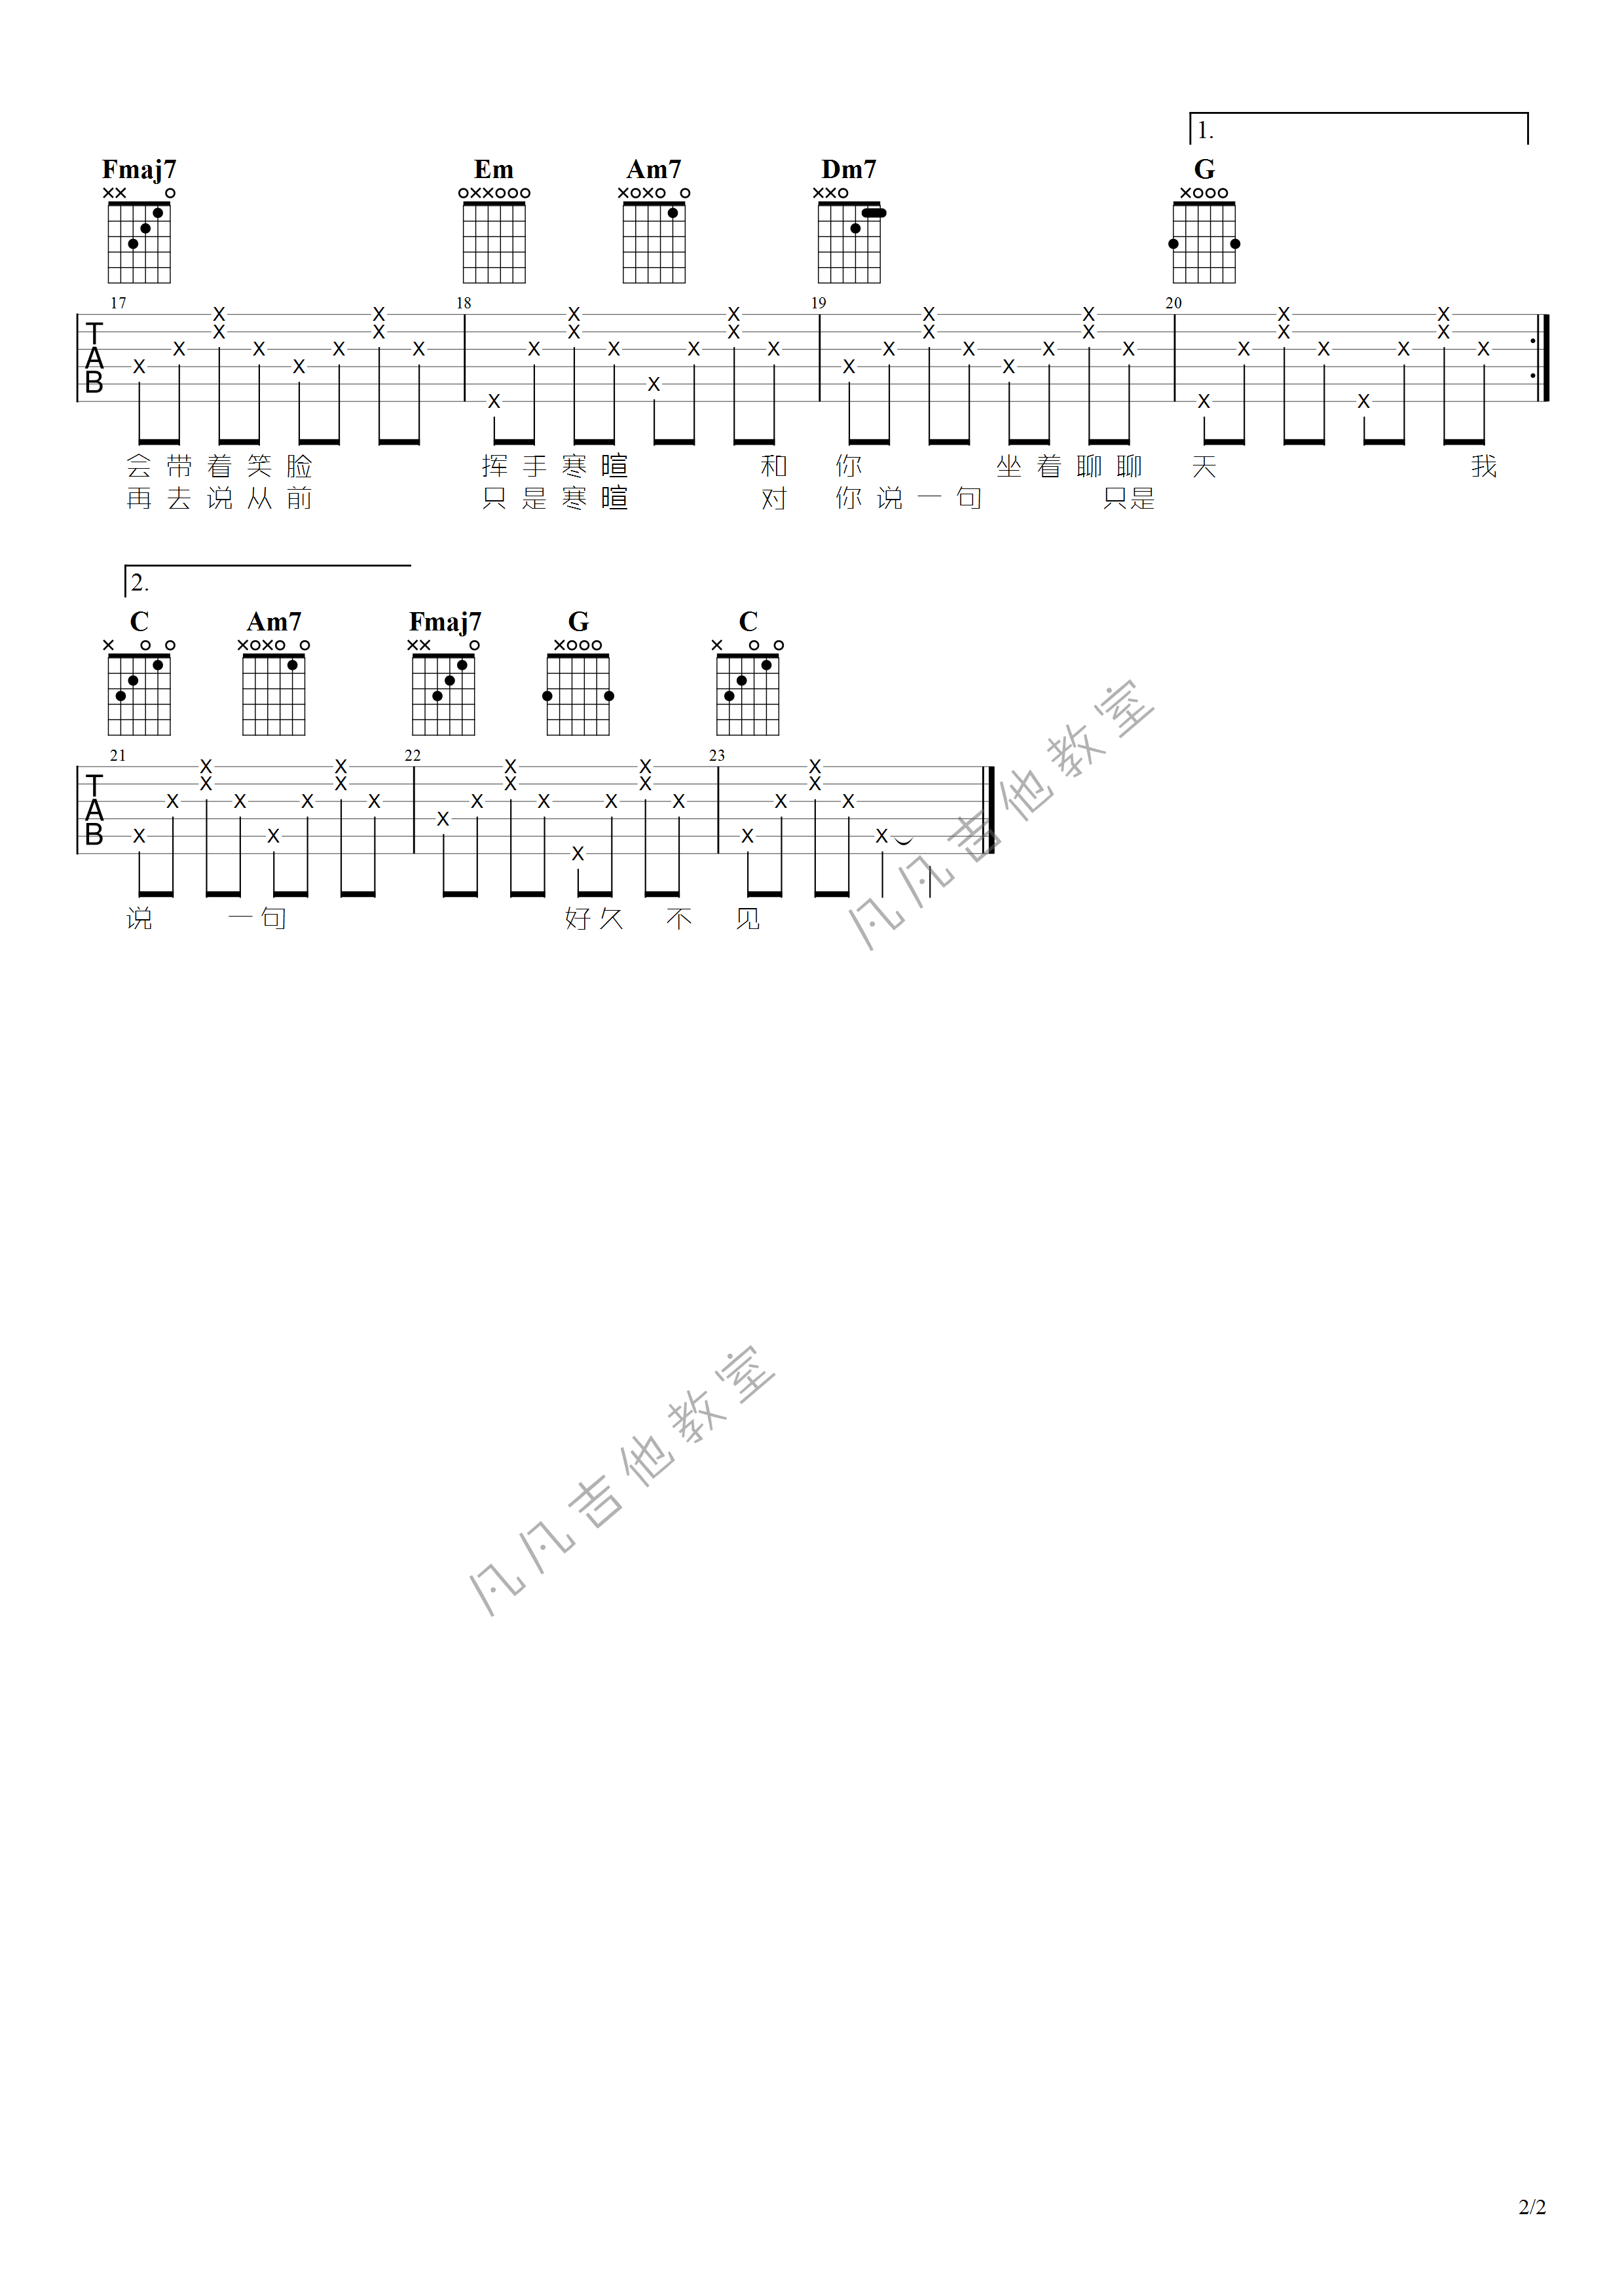 1.
Fmaj7 Em Am7 Dm7 G
17 18 19 20
T
A
B
会带着笑脸 挥手寒暄 和你 坐着聊聊天 我
再去说从前 只是寒暄 对你说一句 只是
2.
C Am7 Fmaj7 G C
21 22 23
T
A
B
说 一句 好久不见
凡凡吉他教室
凡凡吉他教室
2/2